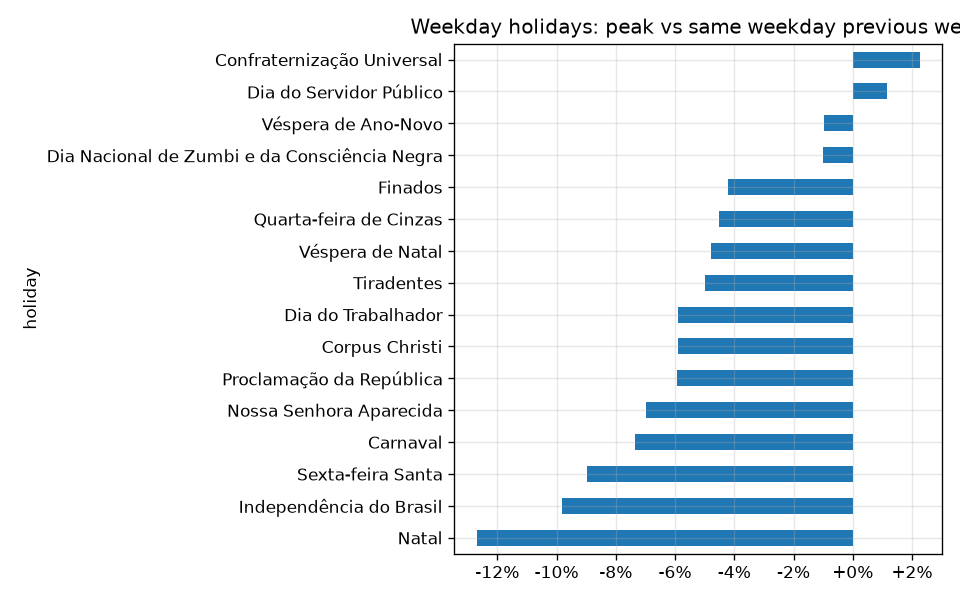 Weekday holidays: peak vs same weekday previous we
Confraternização Universal
Dia do Servidor Público
Véspera de Ano-Novo
Dia Nacional de Zumbi e da Consciência Negra
Finados
Quarta-feira de Cinzas
Véspera de Natal
Tiradentes
Dia do Trabalhador
Corpus Christi
Proclamação da República
Nossa Senhora Aparecida
Carnaval
Sexta-feira Santa
Independência do Brasil
Natal
holiday
-12% -10% -8% -6% -4% -2% +0% +2%